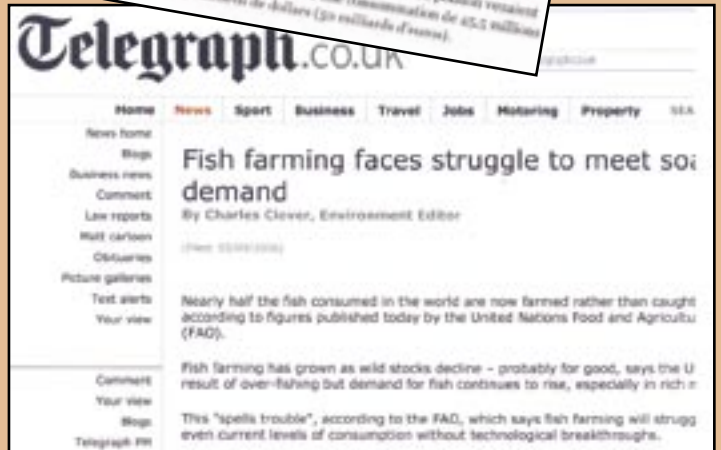 de dollars (50 milliards d'euros).
consommation de 45,5 millions
Telegraph.co.uk
Home News Sport Business Travel Jobs Motoring Property SEA
News home
Blogs
Business news
Comment
Law reports
Matt cartoon
Obituaries
Picture galleries
Text alerts
Your view
Fish farming faces struggle to meet soa
demand
By Charles Clover, Environment Editor
Nearly half the fish consumed in the world are now farmed rather than caught
according to figures published today by the United Nations Food and Agricultu
(FAO).
Fish farming has grown as wild stocks decline – probably for good, says the U
result of over-fishing but demand for fish continues to rise, especially in rich n
This "spells trouble", according to the FAO, which says fish farming will strugg
even current levels of consumption without technological breakthroughs.
Comment
Your view
Blogs
Telegraph PM